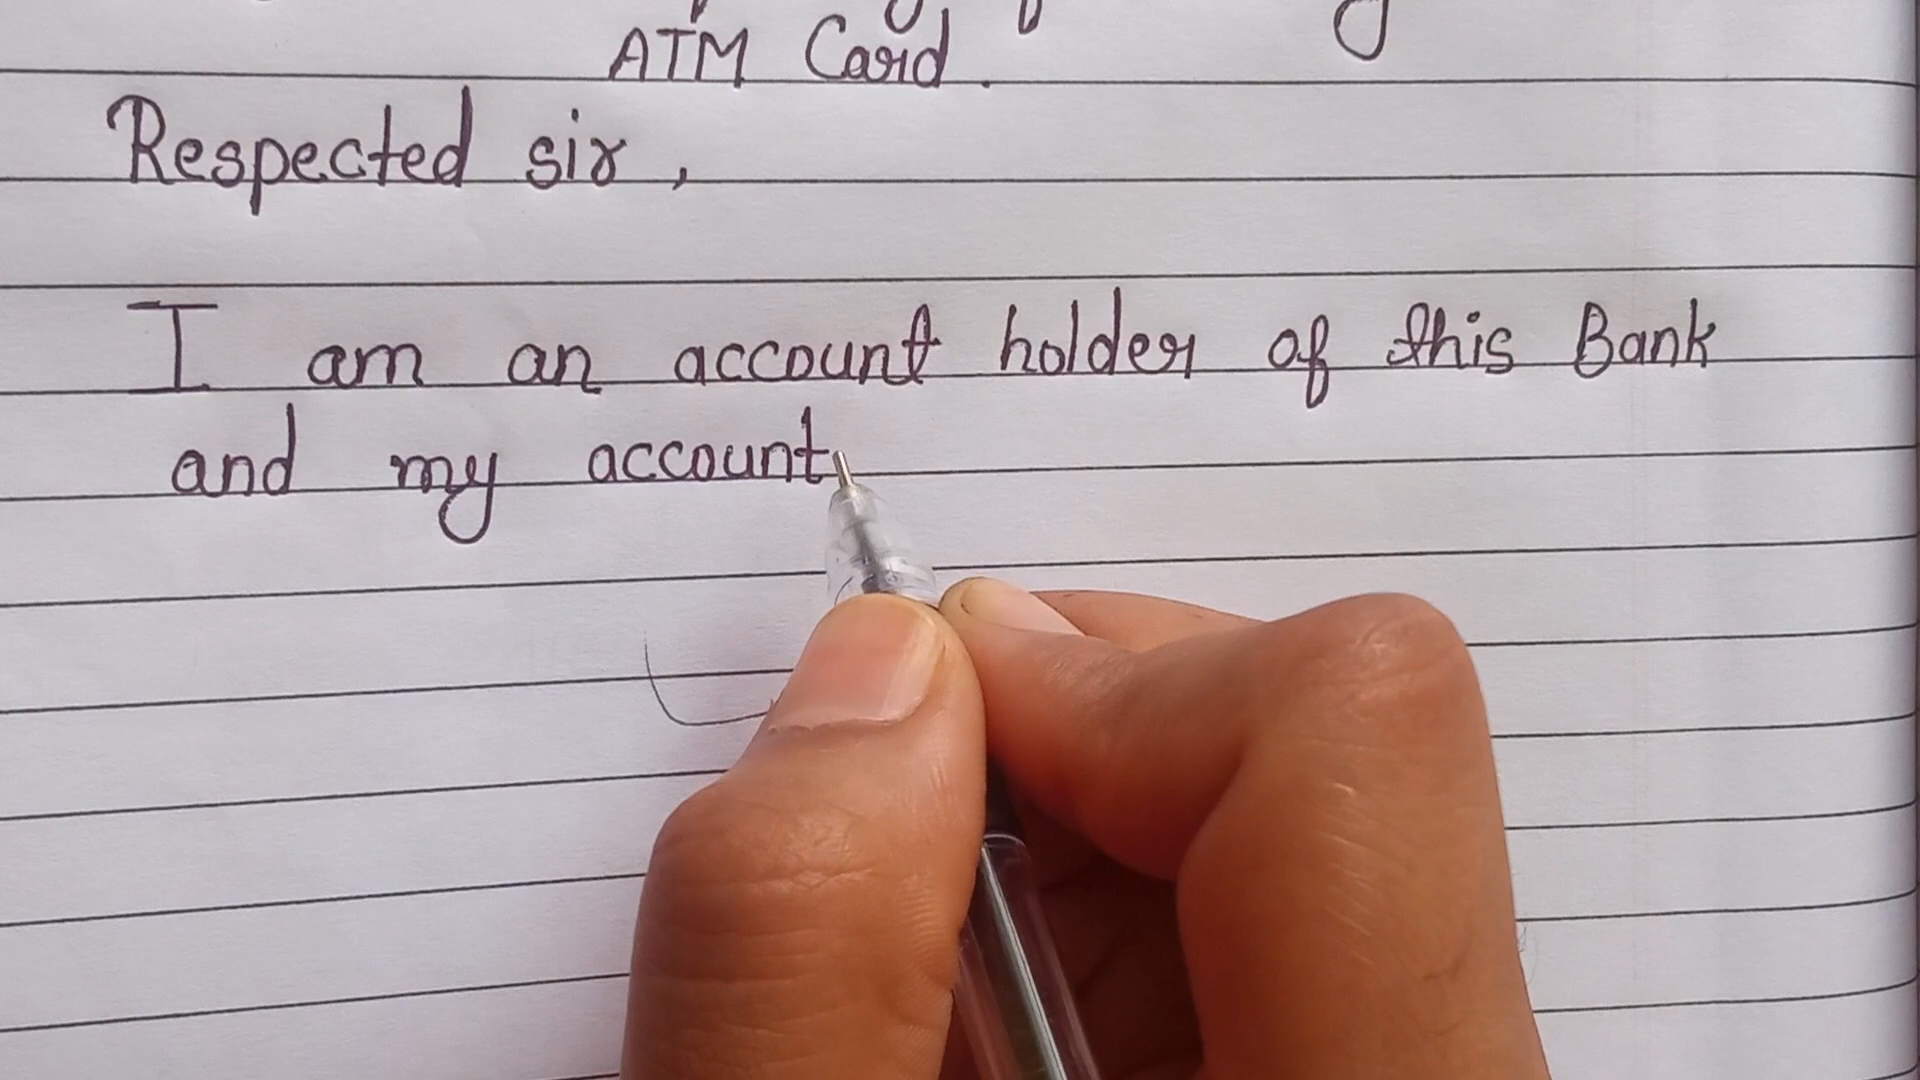 ATM Card.
Respected sir,
I am an account holder of this Bank
and my account